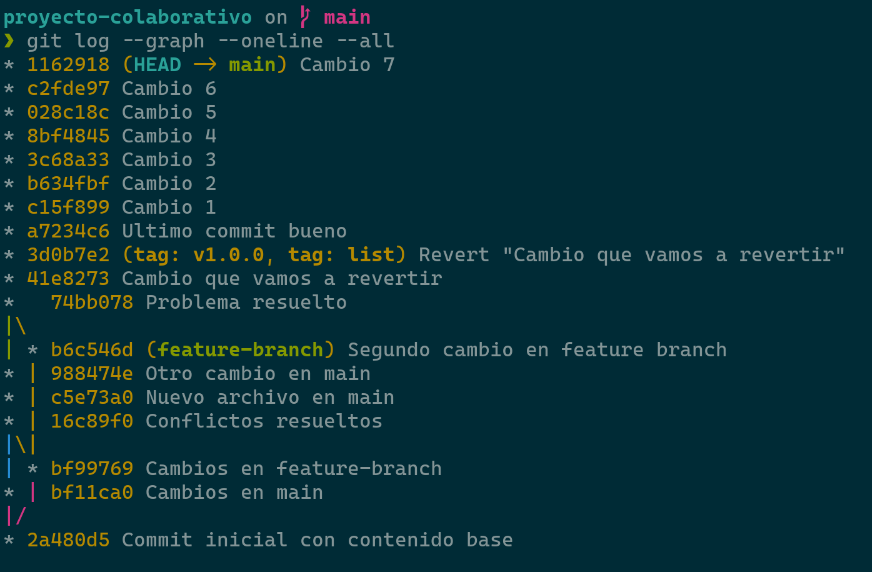 proyecto-colaborativo on main
❯ git log --graph --oneline --all
* 1162918 (HEAD -> main) Cambio 7
* c2fde97 Cambio 6
* 028c18c Cambio 5
* 8bf4845 Cambio 4
* 3c68a33 Cambio 3
* b634fbf Cambio 2
* c15f899 Cambio 1
* a7234c6 Ultimo commit bueno
* 3d0b7e2 (tag: v1.0.0, tag: list) Revert "Cambio que vamos a revertir"
* 41e8273 Cambio que vamos a revertir
*   74bb078 Problema resuelto
|\
| * b6c546d (feature-branch) Segundo cambio en feature branch
* | 988474e Otro cambio en main
* | c5e73a0 Nuevo archivo en main
* | 16c89f0 Conflictos resueltos
|\|
| * bf99769 Cambios en feature-branch
* | bf11ca0 Cambios en main
|/
* 2a480d5 Commit inicial con contenido base